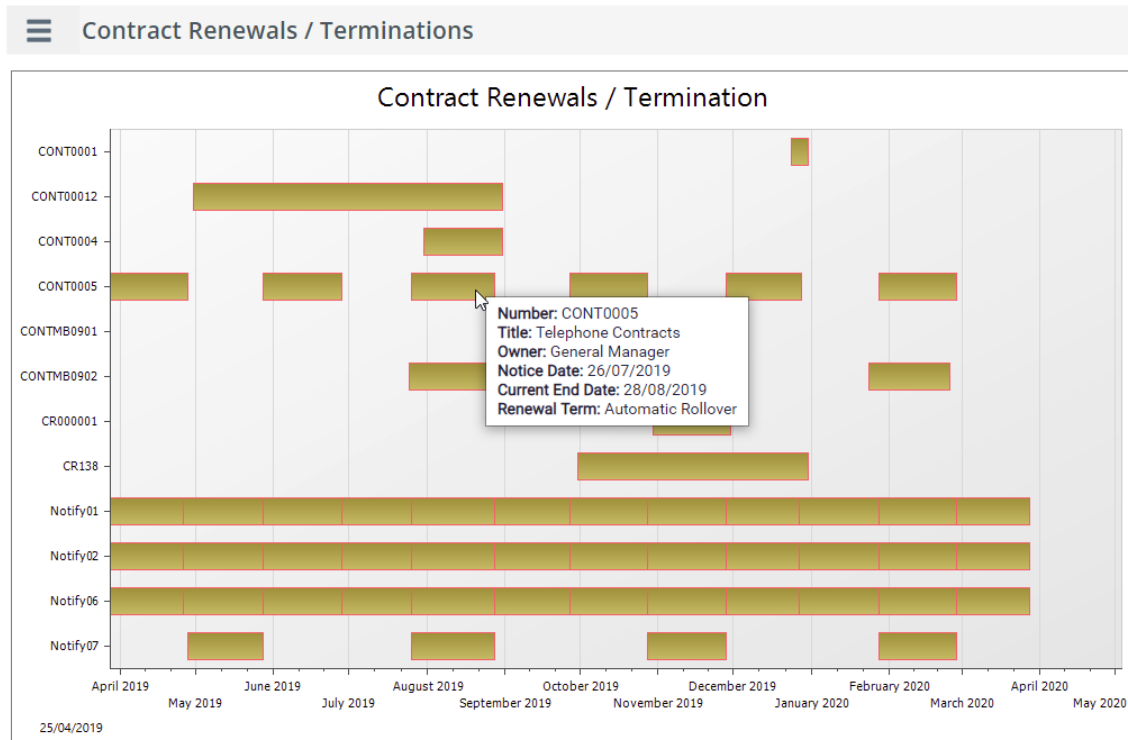 Contract Renewals / Terminations
Contract Renewals / Termination
CONT0001
CONT00012
CONT0004
CONT0005
Number: CONT0005
Title: Telephone Contracts
Owner: General Manager
Notice Date: 26/07/2019
Current End Date: 28/08/2019
Renewal Term: Automatic Rollover
CONTMB0901
CONTMB0902
CR000001
CR138
Notify01
Notify02
Notify06
Notify07
April 2019 June 2019 August 2019 October 2019 December 2019 February 2020 April 2020
May 2019 July 2019 September 2019 November 2019 January 2020 March 2020 May 2020
25/04/2019